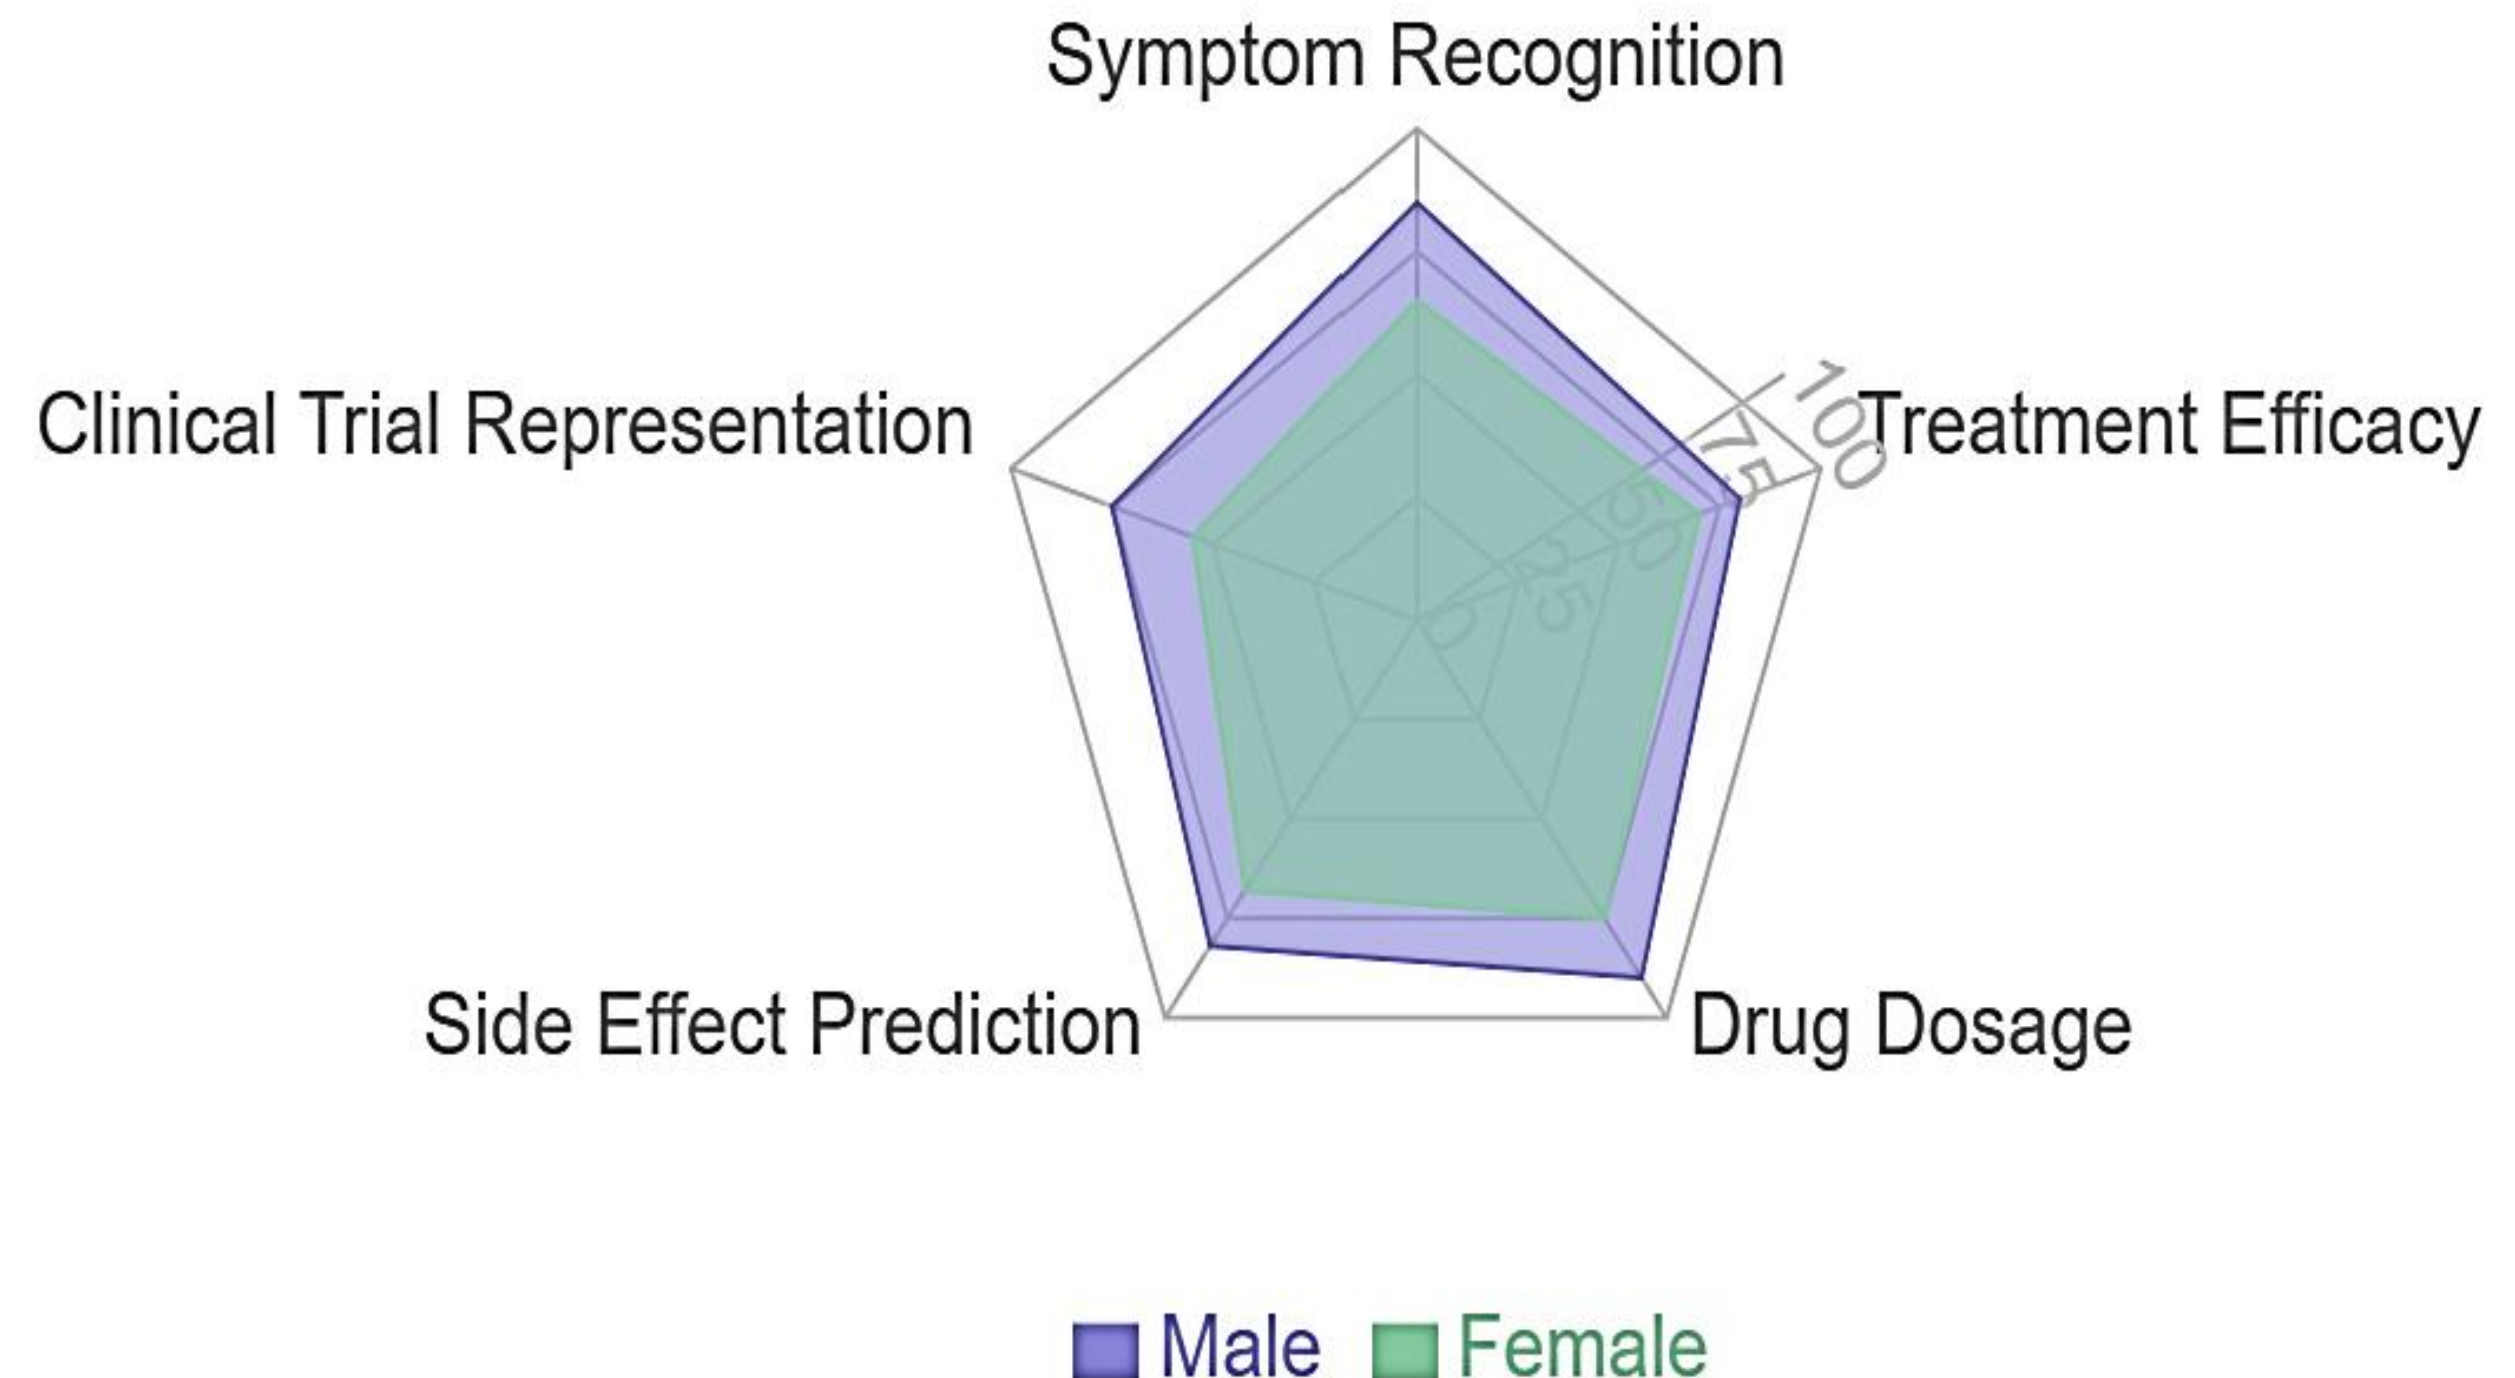 Symptom Recognition
Clinical Trial Representation
Treatment Efficacy
100
75
50
25
0
Side Effect Prediction
Drug Dosage
Male
Female